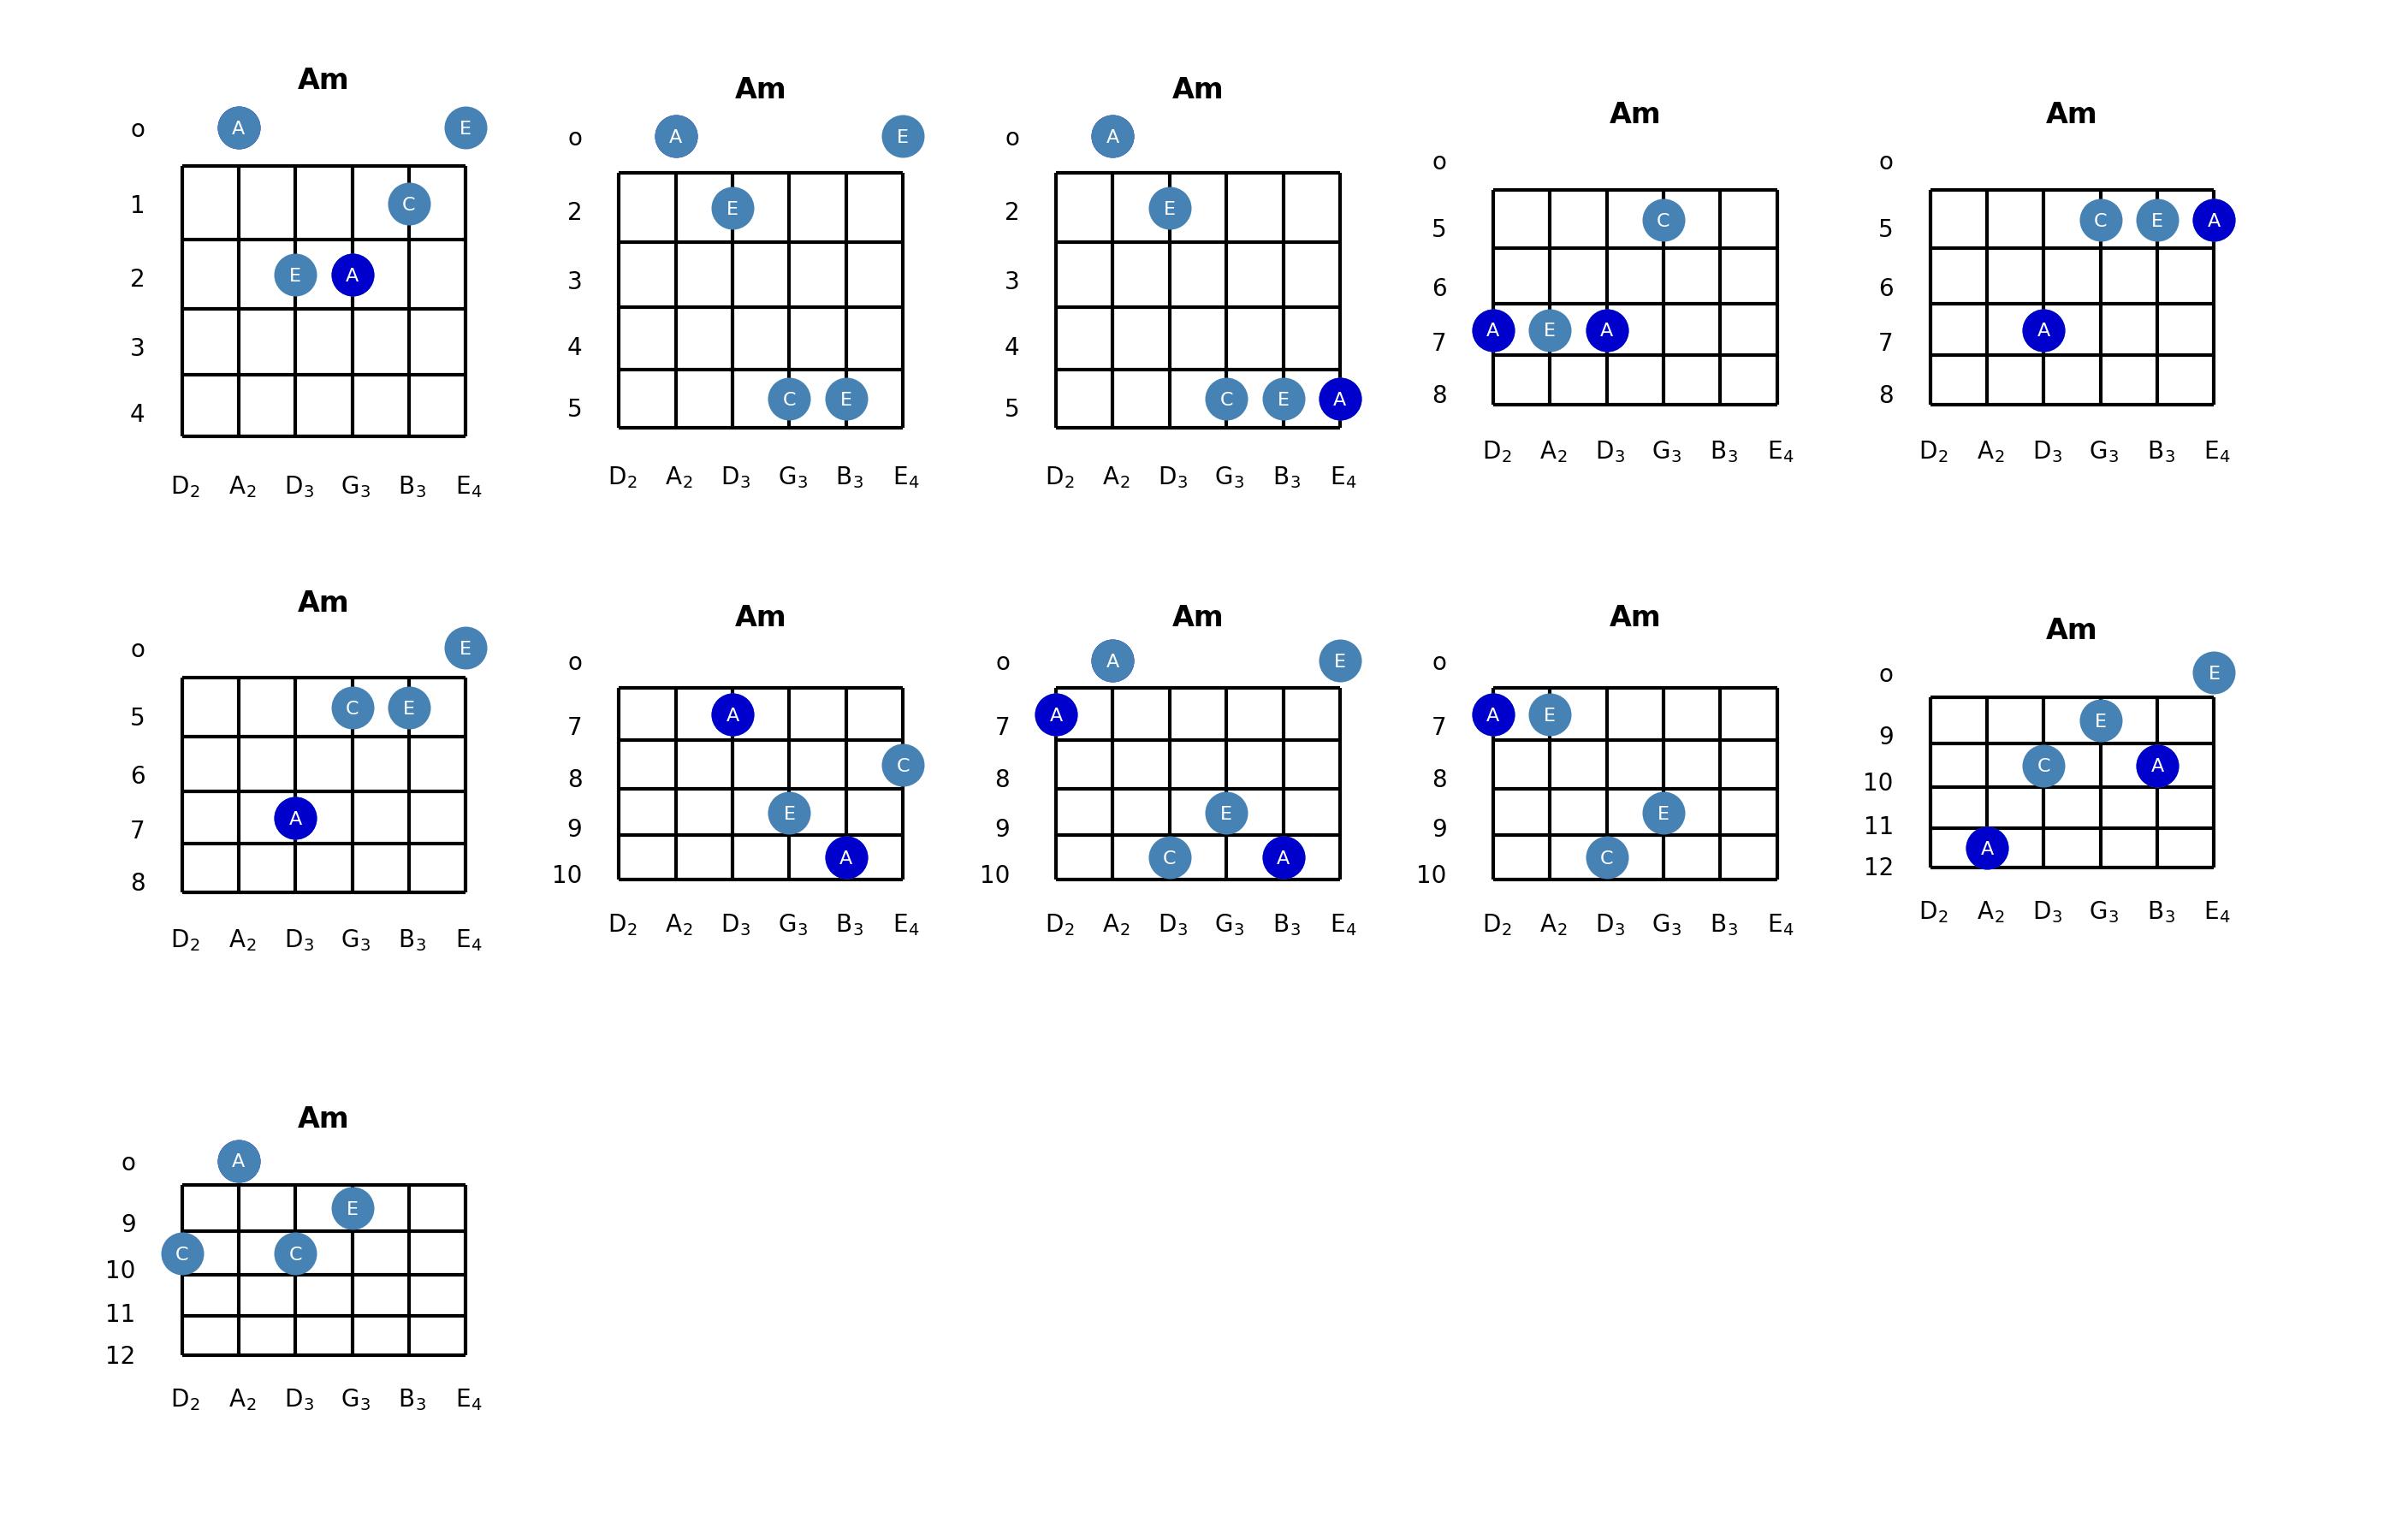 Am
o A E
1 C
2 E A
3
4
D₂ A₂ D₃ G₃ B₃ E₄
Am
o A E
2 E
3
4
5 C E
D₂ A₂ D₃ G₃ B₃ E₄
Am
o A
2 E
3
4
5 C E A
D₂ A₂ D₃ G₃ B₃ E₄
Am
o
5 C
6
7 A E A
8
D₂ A₂ D₃ G₃ B₃ E₄
Am
o
5 C E A
6
7 A
8
D₂ A₂ D₃ G₃ B₃ E₄
Am
o E
5 C E
6
7 A
8
D₂ A₂ D₃ G₃ B₃ E₄
Am
o
7 A
8 C
9 E
10 A
D₂ A₂ D₃ G₃ B₃ E₄
Am
o A E
7 A
8
9 E
10 C A
D₂ A₂ D₃ G₃ B₃ E₄
Am
o
7 A E
8
9 E
10 C
D₂ A₂ D₃ G₃ B₃ E₄
Am
o E
9 E
10 C A
11
12 A
D₂ A₂ D₃ G₃ B₃ E₄
Am
o A
9 E
10 C C
11
12
D₂ A₂ D₃ G₃ B₃ E₄